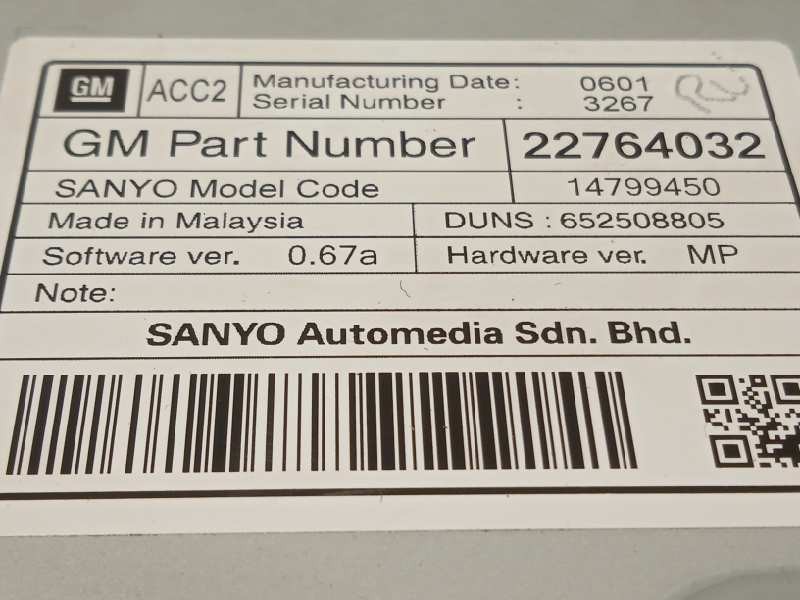 GM ACC2 Manufacturing Date: 0601
Serial Number : 3267
GM Part Number 22764032
SANYO Model Code 14799450
Made in Malaysia DUNS : 652508805
Software ver. 0.67a Hardware ver. MP
Note:
SANYO Automedia Sdn. Bhd.